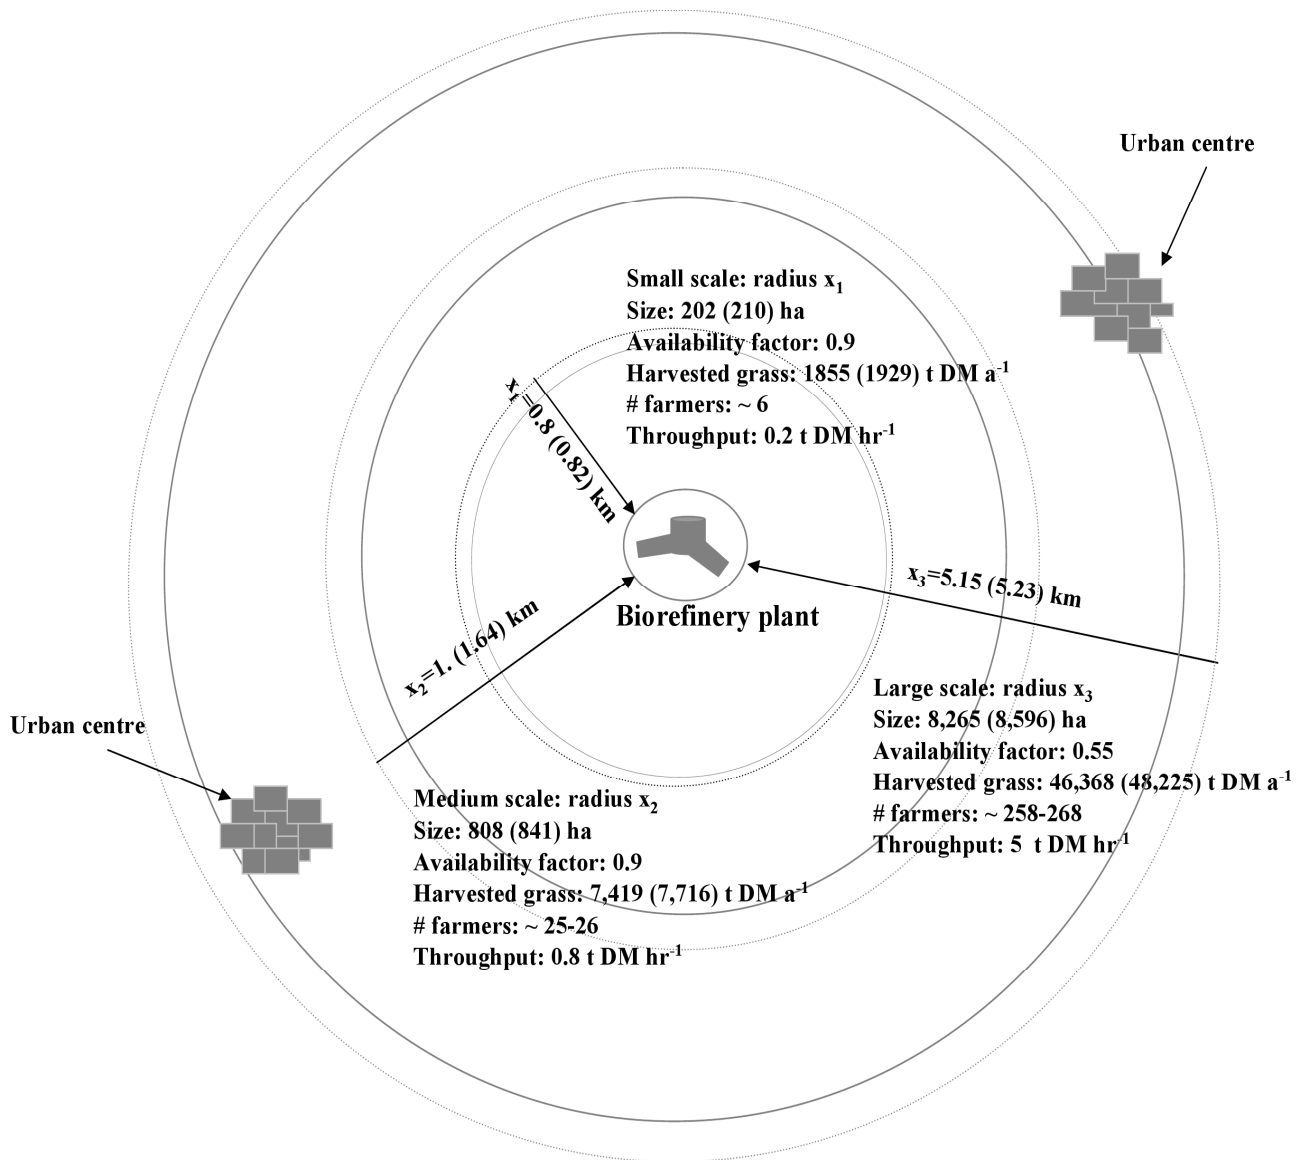 Urban centre
Small scale: radius x₁
Size: 202 (210) ha
Availability factor: 0.9
Harvested grass: 1855 (1929) t DM a⁻¹
# farmers: ~ 6
Throughput: 0.2 t DM hr⁻¹
x₁=0.8 (0.82) km
x₃=5.15 (5.23) km
Biorefinery plant
x₂=1. (1.64) km
Large scale: radius x₃
Size: 8,265 (8,596) ha
Availability factor: 0.55
Harvested grass: 46,368 (48,225) t DM a⁻¹
# farmers: ~ 258-268
Throughput: 5 t DM hr⁻¹
Urban centre
Medium scale: radius x₂
Size: 808 (841) ha
Availability factor: 0.9
Harvested grass: 7,419 (7,716) t DM a⁻¹
# farmers: ~ 25-26
Throughput: 0.8 t DM hr⁻¹